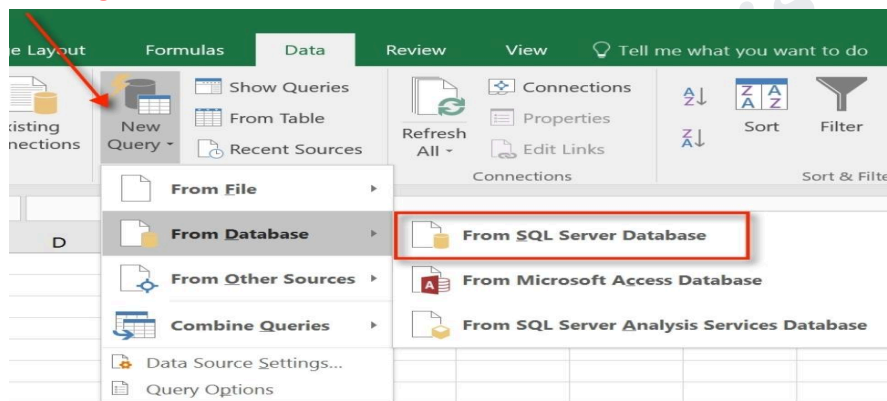 Layout Formulas Data Review View Tell me what you want to do
Show Queries
From Table
Recent Sources
New
Query
Refresh
All
Connections
Properties
Edit Links
Connections
Sort
Filter
Sort &
From File
From Database
From Other Sources
Combine Queries
Data Source Settings...
Query Options
From SQL Server Database
From Microsoft Access Database
From SQL Server Analysis Services Database
D